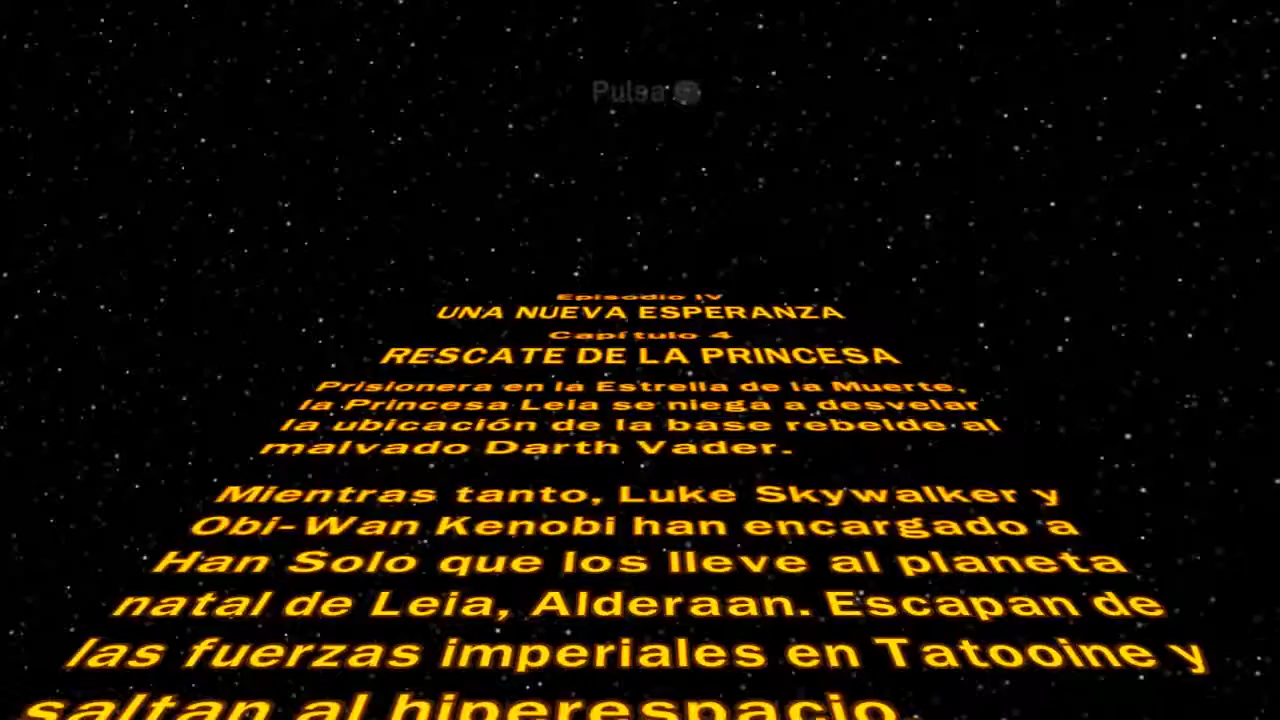 Pulsa
Episodio IV
UNA NUEVA ESPERANZA
Capítulo 4
RESCATE DE LA PRINCESA
Prisionera en la Estrella de la Muerte,
la Princesa Leia se niega a desvelar
la ubicación de la base rebelde al
malvado Darth Vader.
Mientras tanto, Luke Skywalker y
Obi-Wan Kenobi han encargado a
Han Solo que los lleve al planeta
natal de Leia, Alderaan. Escapan de
las fuerzas imperiales en Tatooine y
saltan al hiperespacio.